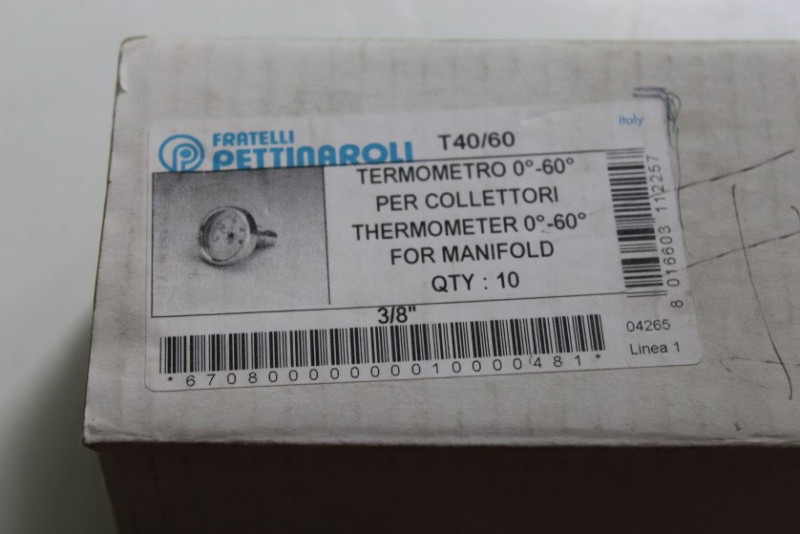 FRATELLI
PETTINAROLI
T40/60
Italy
TERMOMETRO 0°-60°
PER COLLETTORI
THERMOMETER 0°-60°
FOR MANIFOLD
QTY : 10
3/8"
*670800000000010000481*
8 016603 112257
04265
Linea 1